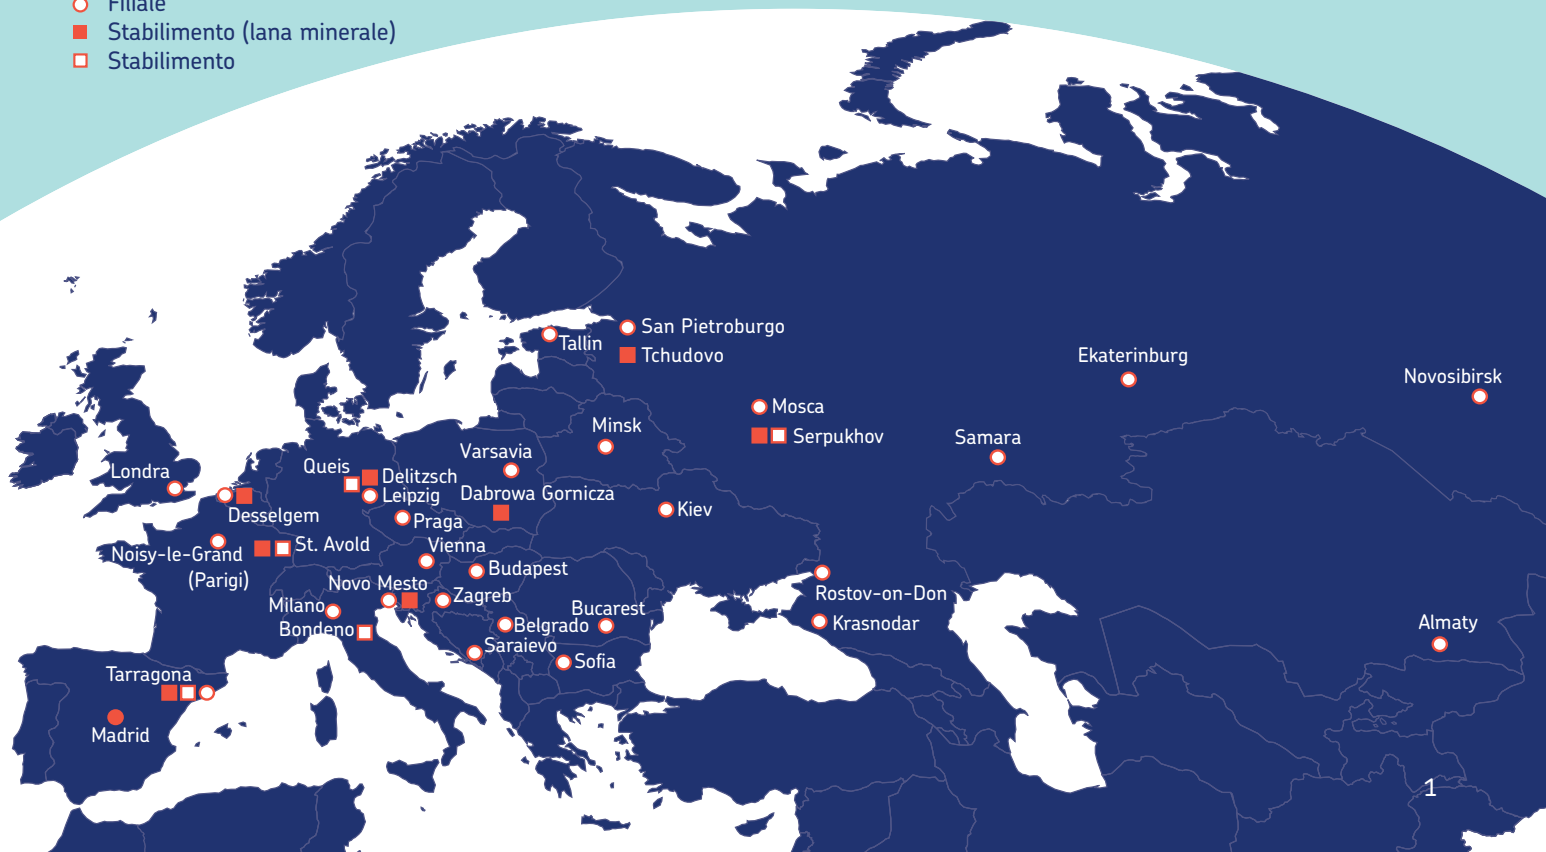 Filiale
Stabilimento (lana minerale)
Stabilimento
San Pietroburgo
Tallin
Tchudovo
Ekaterinburg
Novosibirsk
Mosca
Minsk
Serpukhov
Samara
Varsavia
Queis
Londra
Delitzsch
Leipzig
Dabrowa Gornicza
Kiev
Desselgem
Praga
St. Avold
Vienna
Noisy-le-Grand
(Parigi)
Budapest
Novo Mesto
Rostov-on-Don
Zagreb
Milano
Bucarest
Bondeno
Belgrado
Krasnodar
Almaty
Saraievo
Sofia
Tarragona
Madrid
1